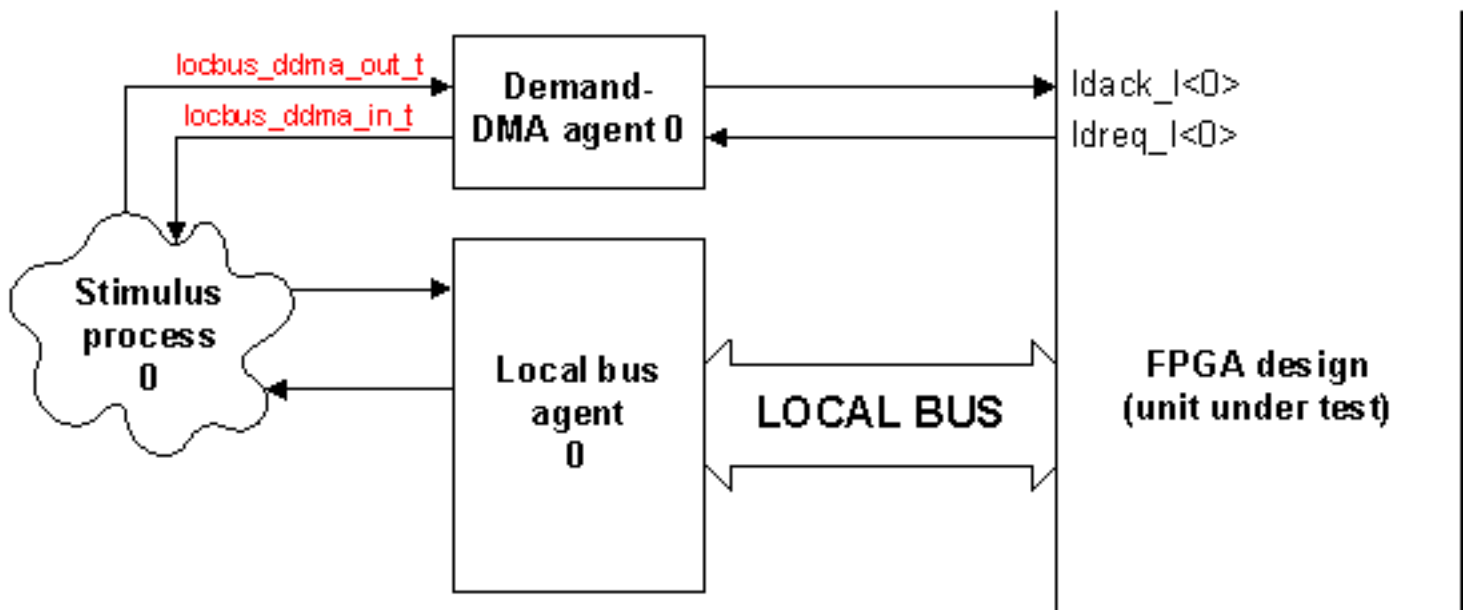 locbus_ddma_out_t
locbus_ddma_in_t
Demand-
DMA agent 0
ldack_l<0>
ldreq_l<0>
Stimulus
process
0
Local bus
agent
0
LOCAL BUS
FPGA design
(unit under test)